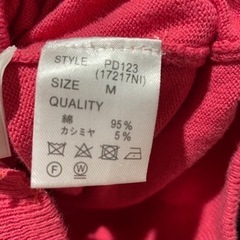 STYLE PD123
(17217NI)
SIZE M
QUALITY
綿 95%
カシミヤ 5%
F W